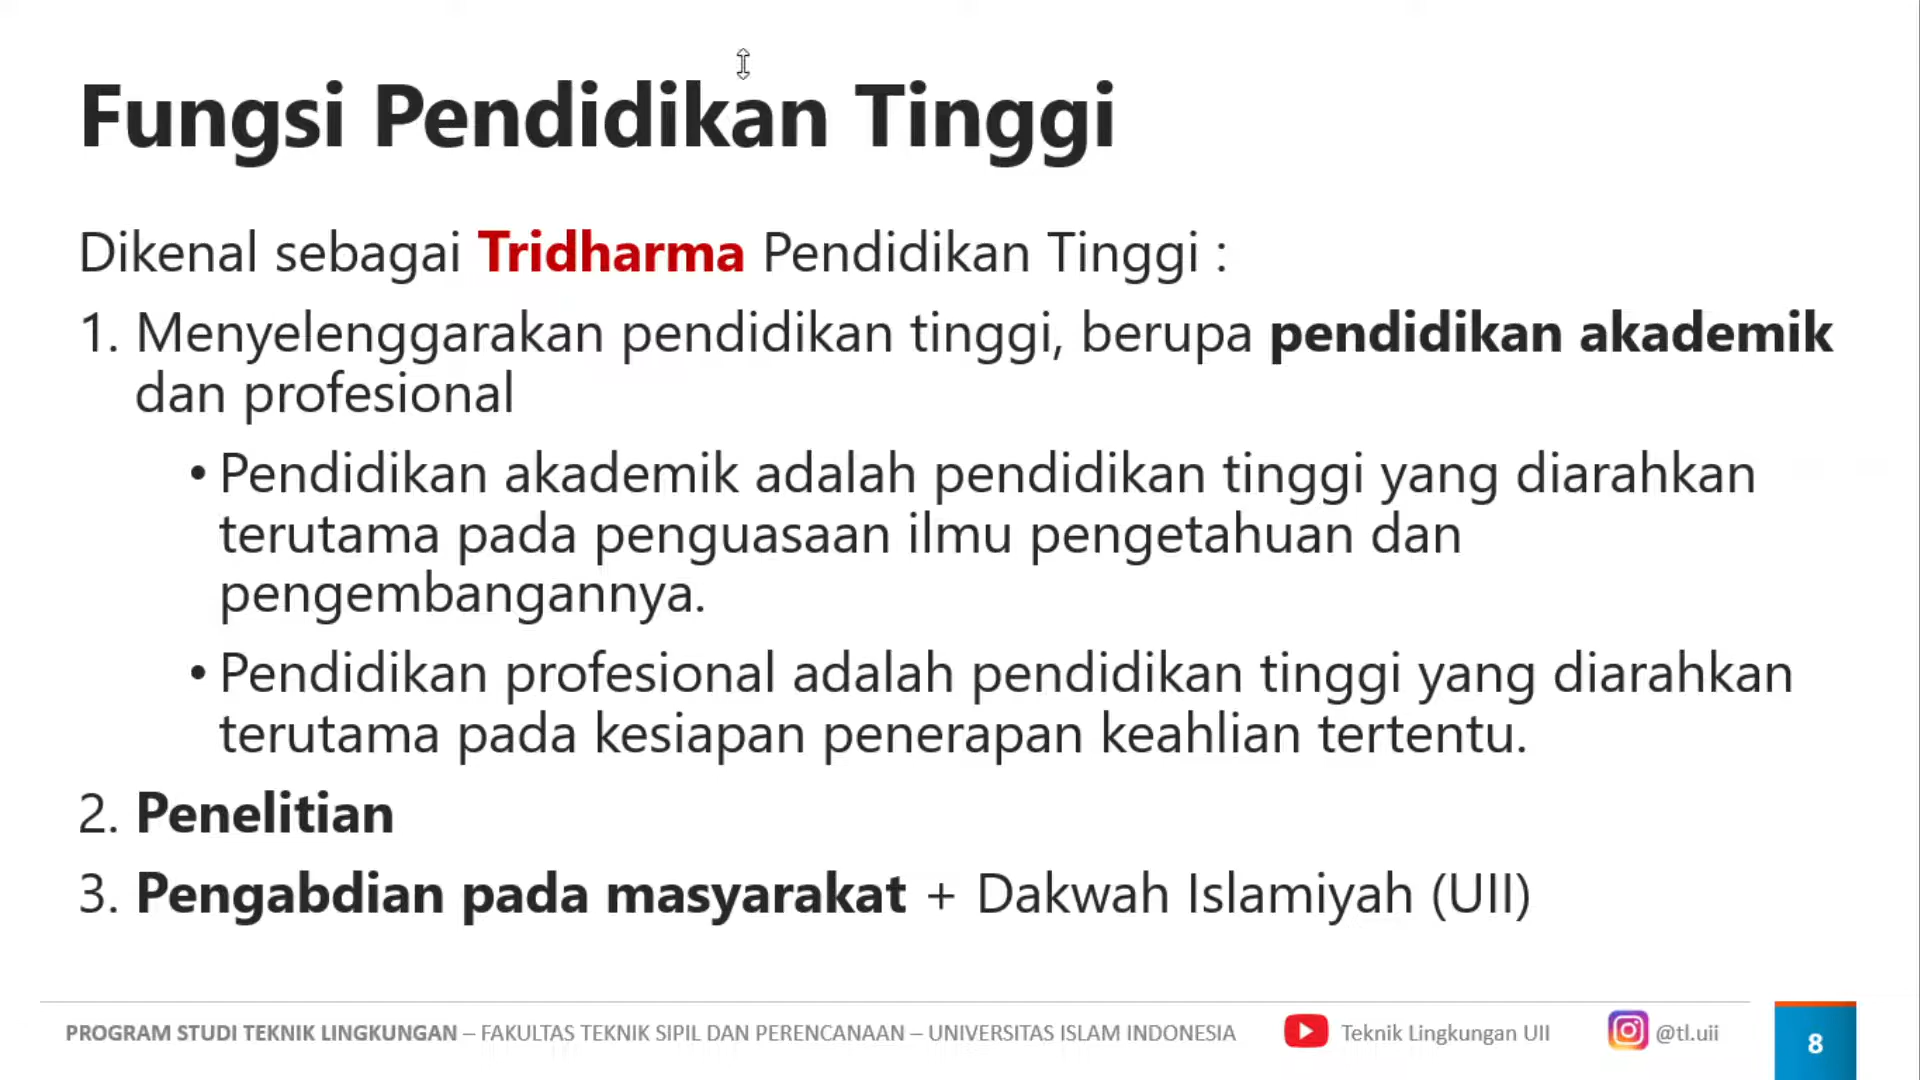 Fungsi Pendidikan Tinggi
Dikenal sebagai Tridharma Pendidikan Tinggi :
1. Menyelenggarakan pendidikan tinggi, berupa pendidikan akademik
dan profesional
• Pendidikan akademik adalah pendidikan tinggi yang diarahkan
terutama pada penguasaan ilmu pengetahuan dan
pengembangannya.
• Pendidikan profesional adalah pendidikan tinggi yang diarahkan
terutama pada kesiapan penerapan keahlian tertentu.
2. Penelitian
3. Pengabdian pada masyarakat + Dakwah Islamiyah (UII)
PROGRAM STUDI TEKNIK LINGKUNGAN – FAKULTAS TEKNIK SIPIL DAN PERENCANAAN – UNIVERSITAS ISLAM INDONESIA Teknik Lingkungan UII @tl.uii 8